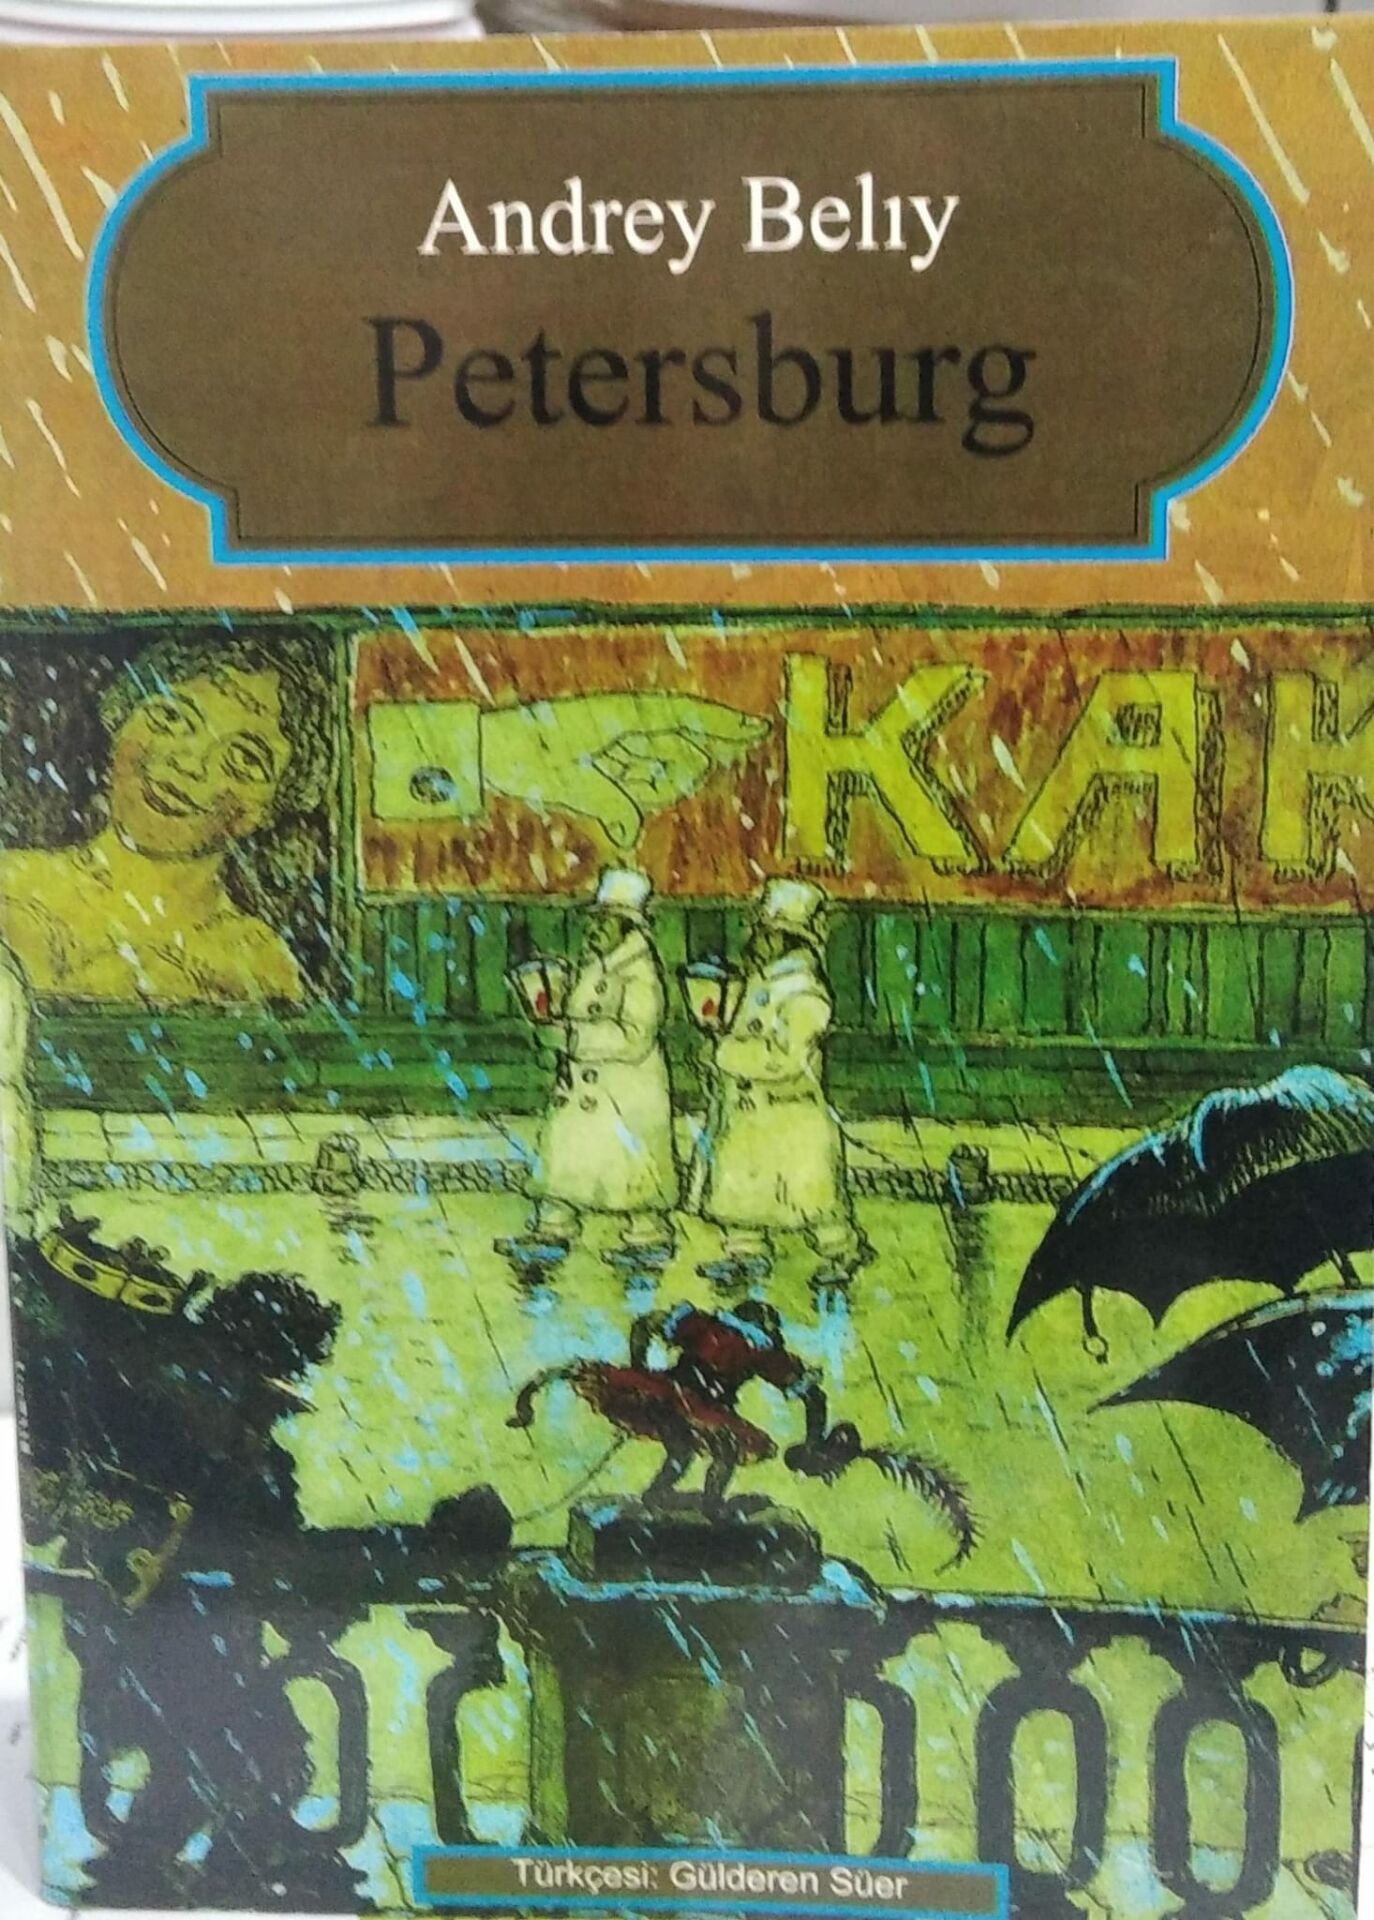 Andrey Belıy
Petersburg
КАК
Türkçesi: Gülderen Süer